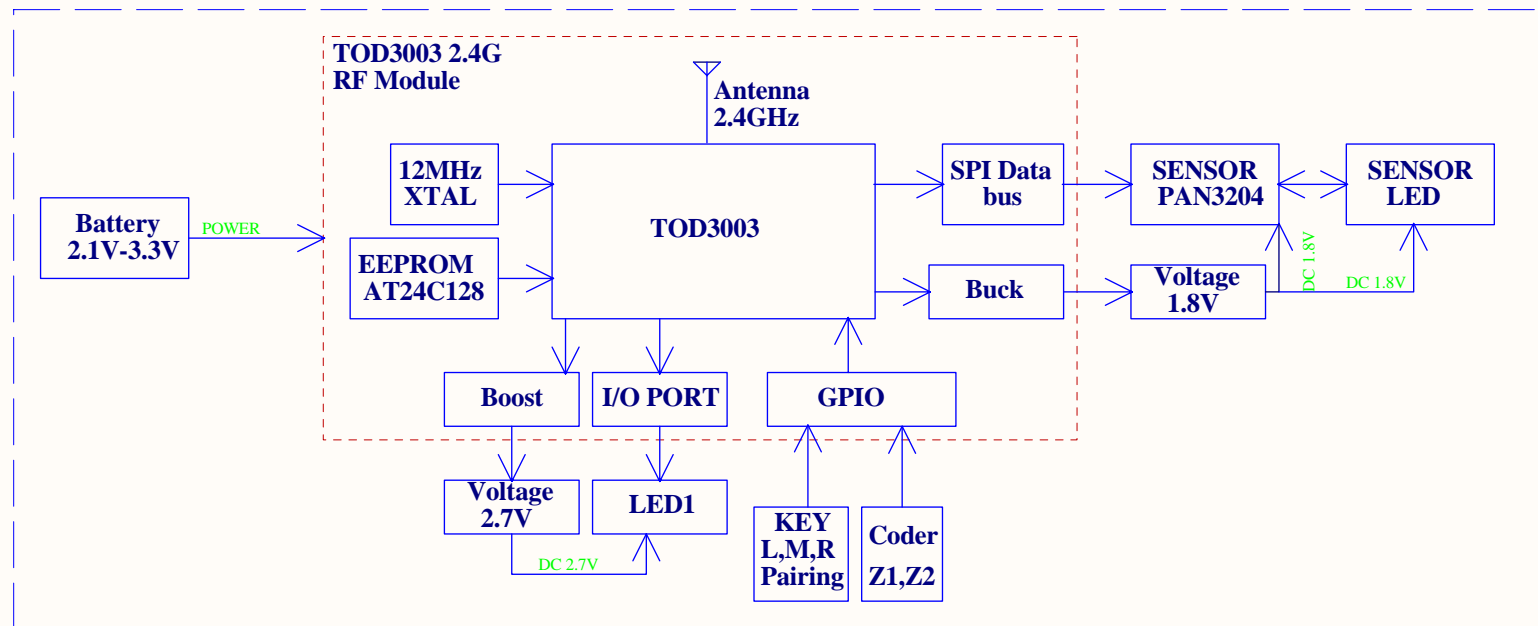 TOD3003 2.4G
RF Module
Antenna
2.4GHz
12MHz
XTAL
TOD3003
SPI Data
bus
SENSOR
PAN3204
SENSOR
LED
Battery
2.1V-3.3V
POWER
EEPROM
AT24C128
Buck
Voltage
1.8V
DC 1.8V
DC 1.8V
Boost
I/O PORT
GPIO
Voltage
2.7V
LED1
DC 2.7V
KEY
L,M,R
Pairing
Coder
Z1,Z2